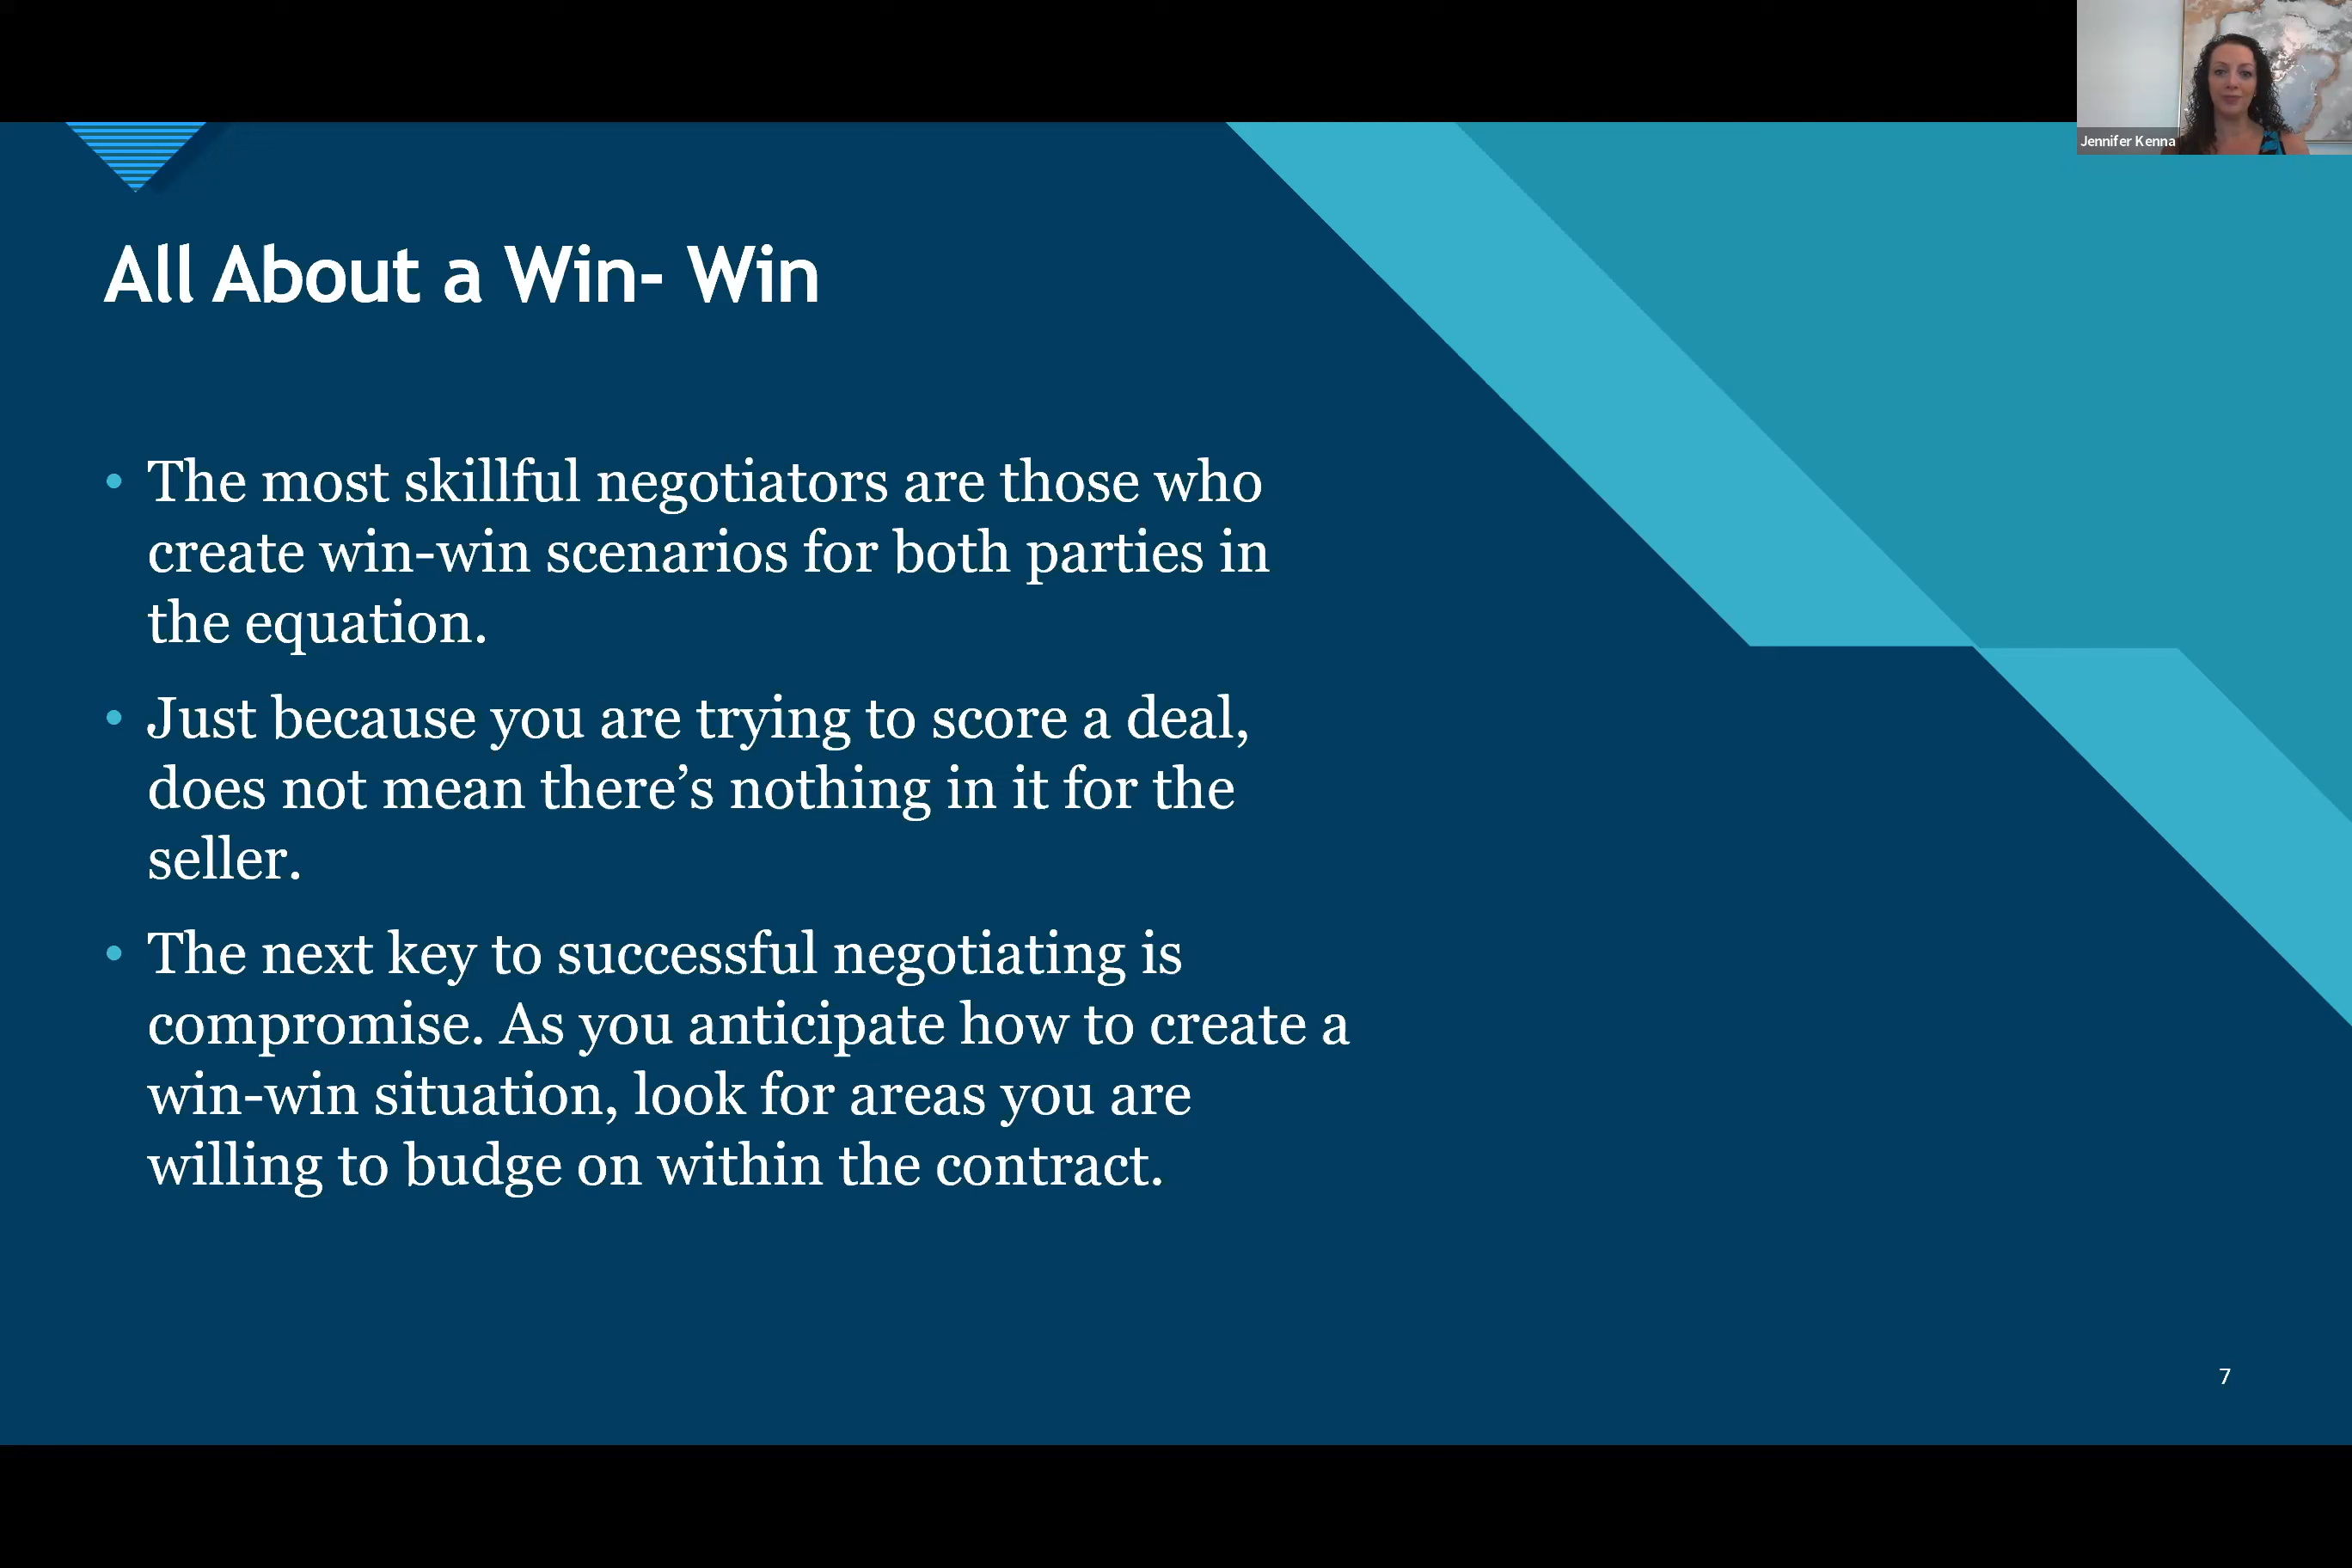 Jennifer Kenna
All About a Win- Win
• The most skillful negotiators are those who
create win-win scenarios for both parties in
the equation.
• Just because you are trying to score a deal,
does not mean there’s nothing in it for the
seller.
• The next key to successful negotiating is
compromise. As you anticipate how to create a
win-win situation, look for areas you are
willing to budge on within the contract.
7